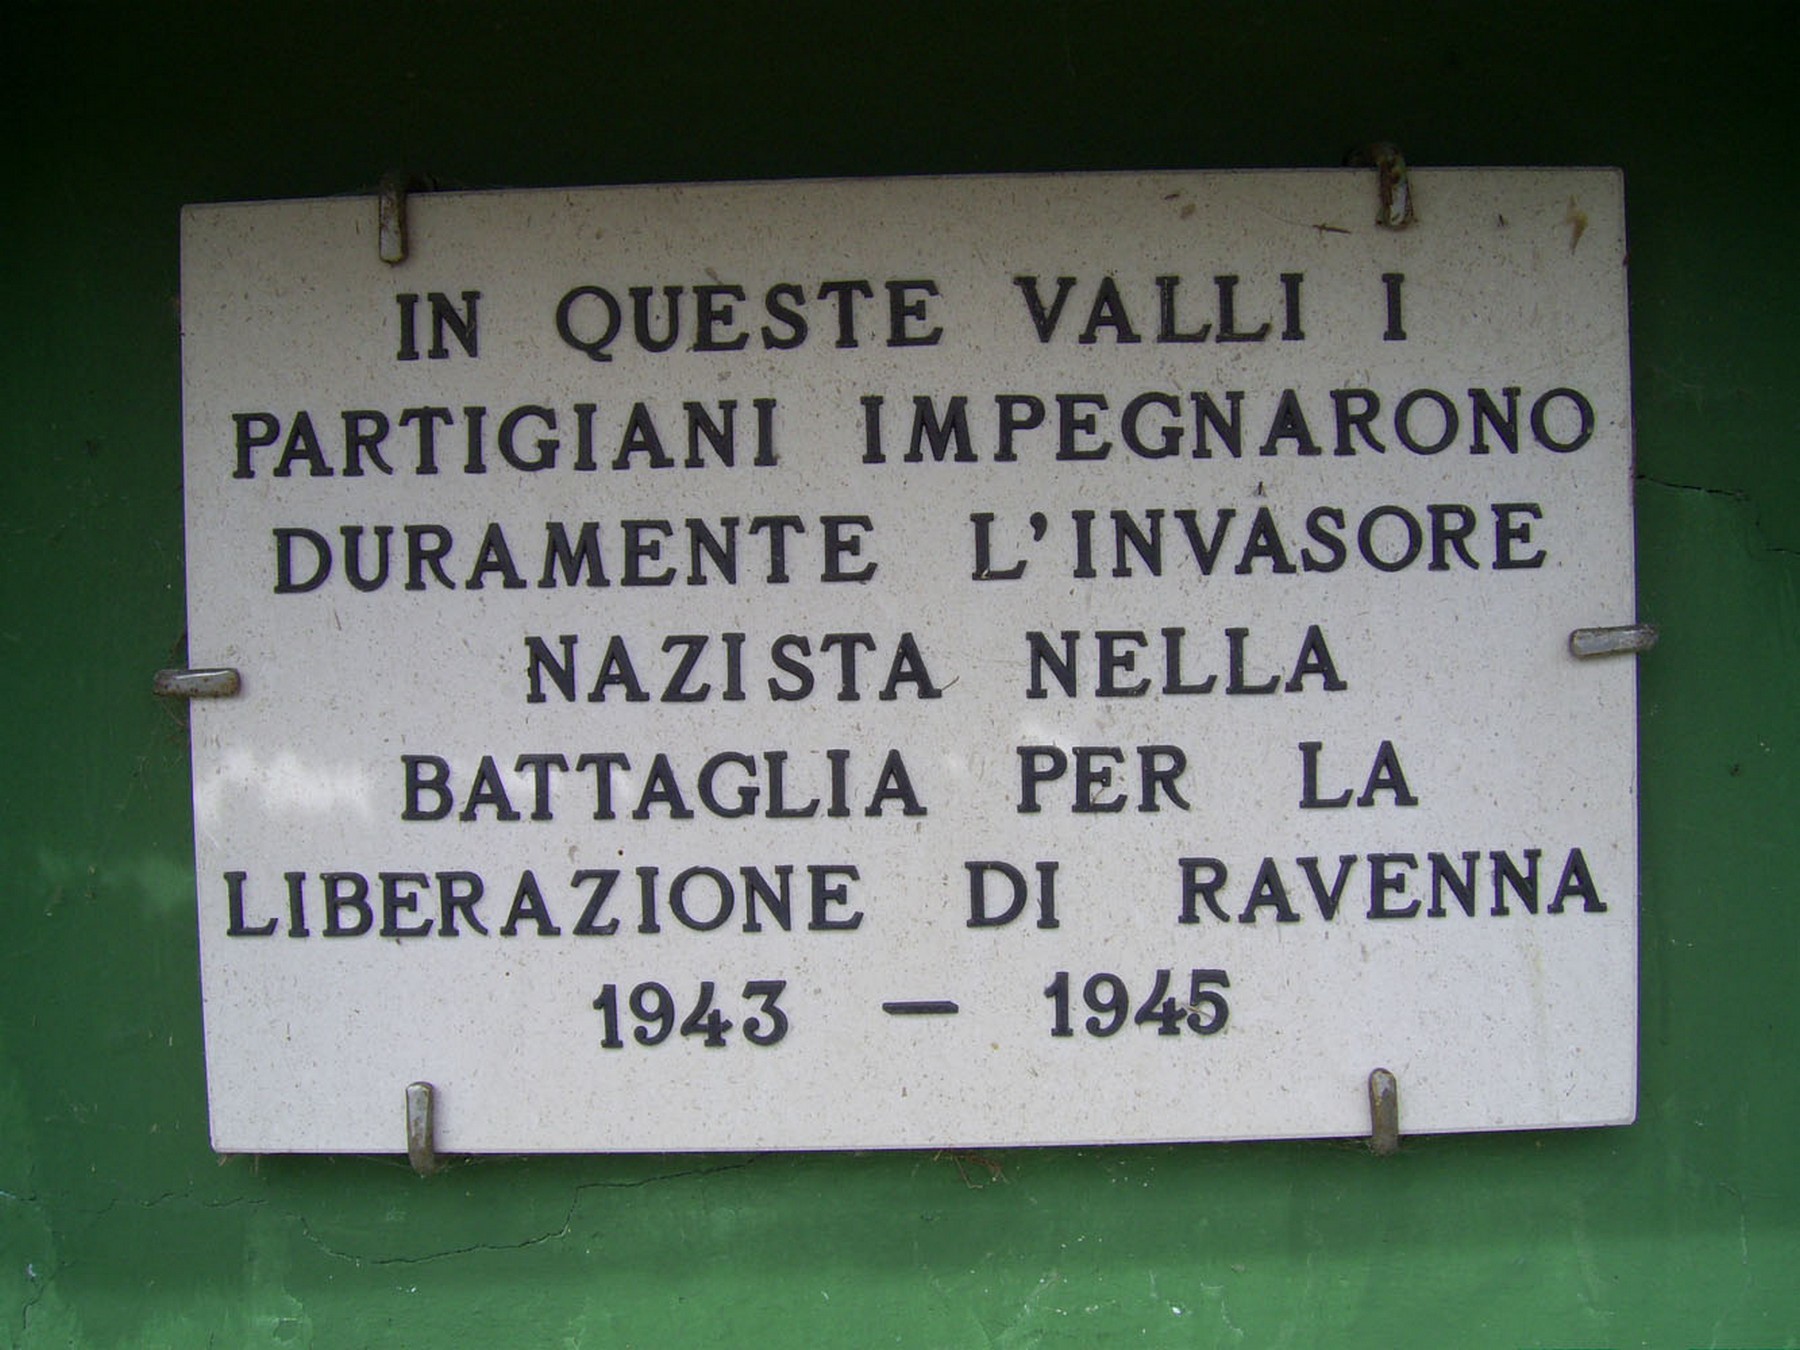 IN QUESTE VALLI I
PARTIGIANI IMPEGNARONO
DURAMENTE L'INVASORE
NAZISTA NELLA
BATTAGLIA PER LA
LIBERAZIONE DI RAVENNA
1943 – 1945